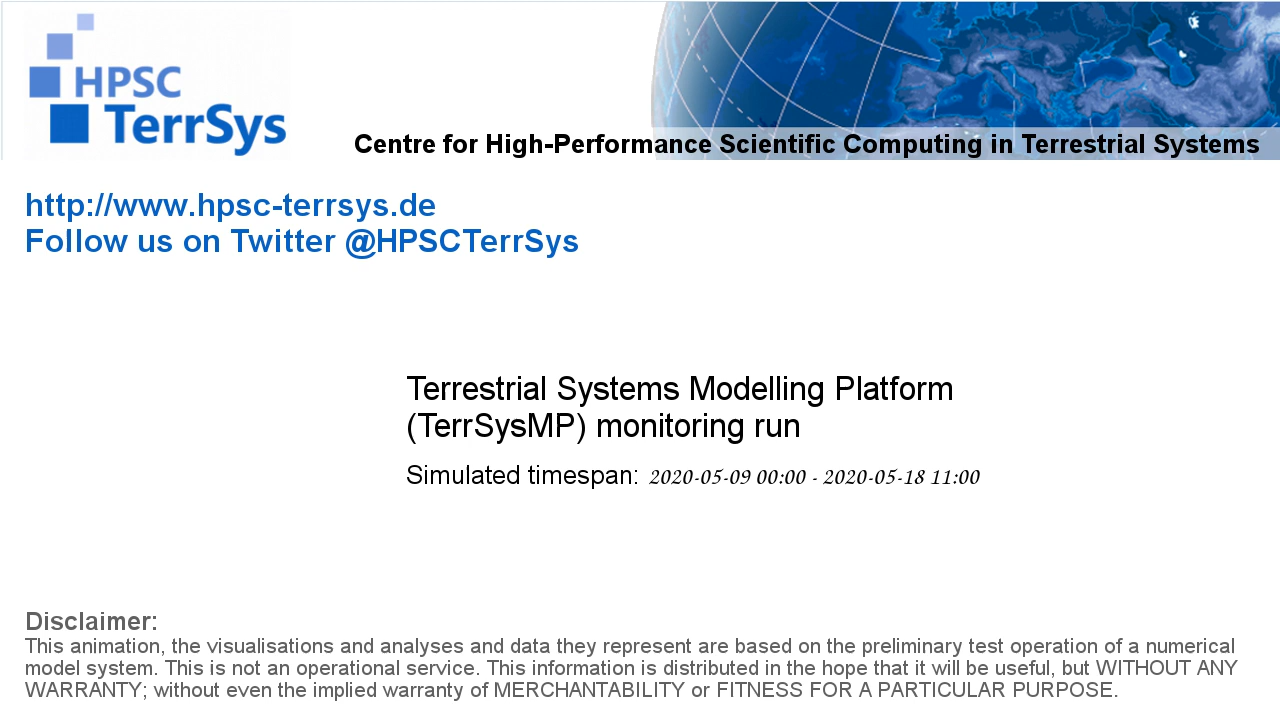 HPSC
TerrSys
Centre for High-Performance Scientific Computing in Terrestrial Systems
http://www.hpsc-terrsys.de
Follow us on Twitter @HPSCTerrSys
Terrestrial Systems Modelling Platform
(TerrSysMP) monitoring run
Simulated timespan: 2020-05-09 00:00 - 2020-05-18 11:00
Disclaimer:
This animation, the visualisations and analyses and data they represent are based on the preliminary test operation of a numerical
model system. This is not an operational service. This information is distributed in the hope that it will be useful, but WITHOUT ANY
WARRANTY; without even the implied warranty of MERCHANTABILITY or FITNESS FOR A PARTICULAR PURPOSE.